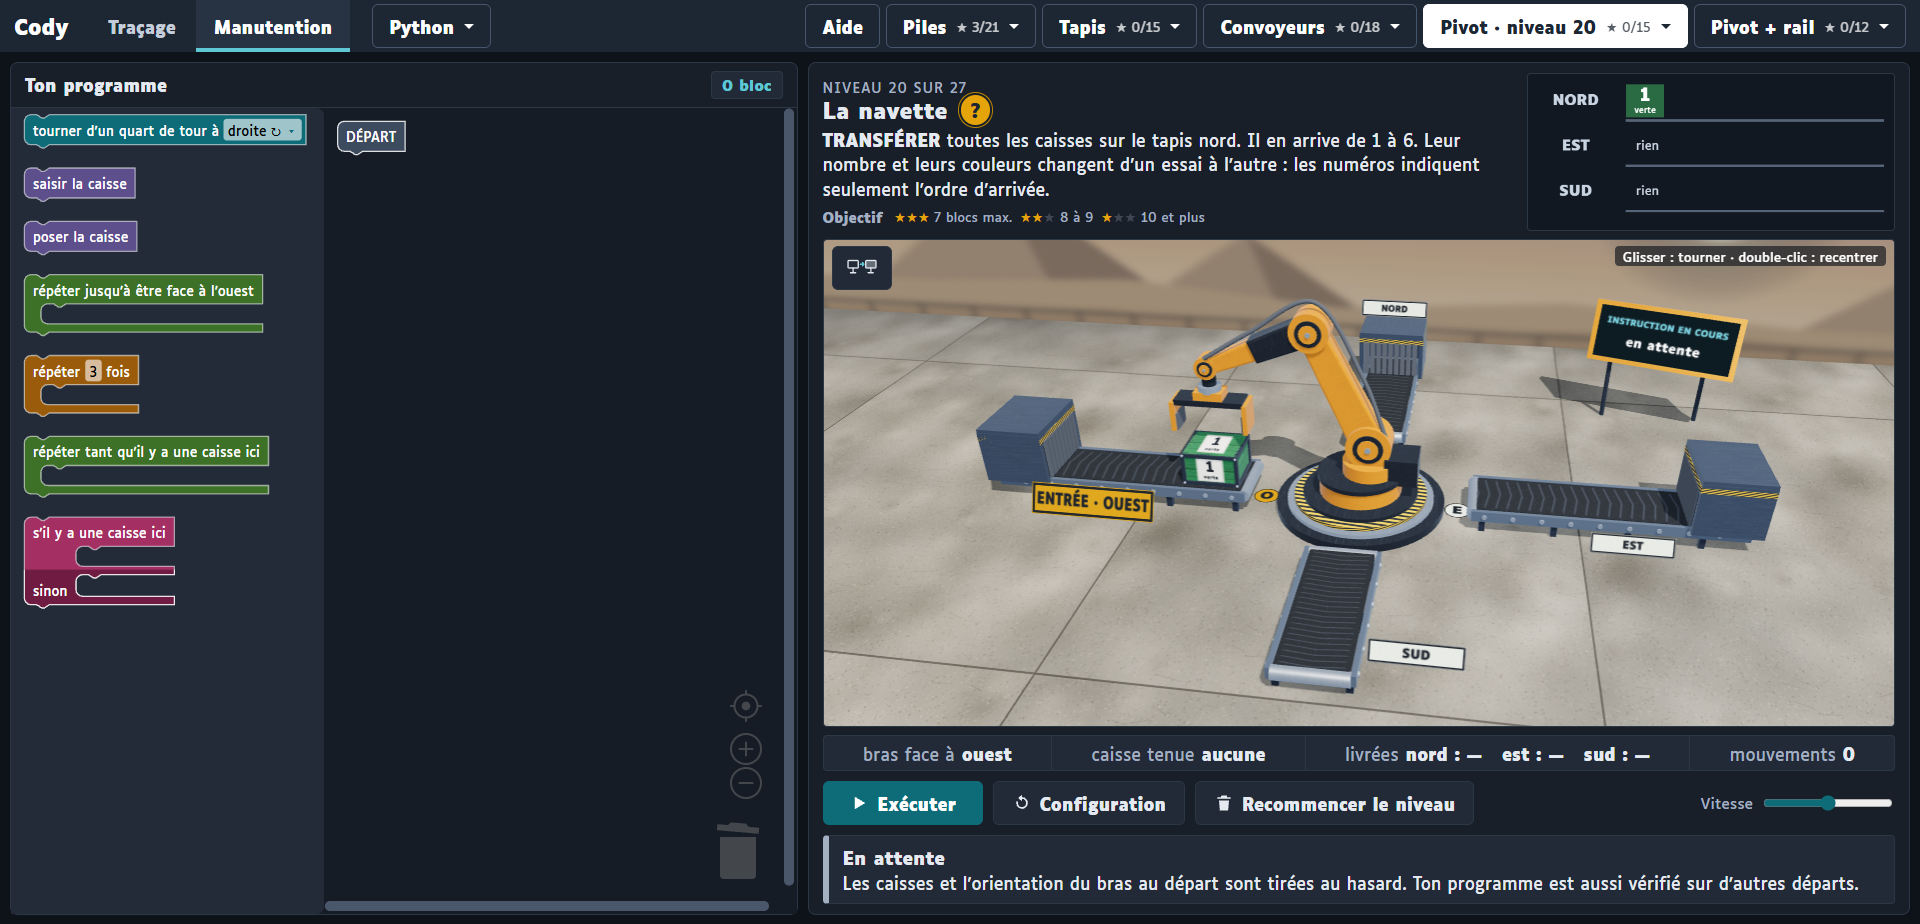 Cody
Traçage
Manutention
Python
Aide
Piles ★ 3/21
Tapis ★ 0/15
Convoyeurs ★ 0/18
Pivot · niveau 20 ★ 0/15
Pivot + rail ★ 0/12
Ton programme
0 bloc
tourner d'un quart de tour à droite ↻
saisir la caisse
poser la caisse
répéter jusqu'à être face à l'ouest
répéter 3 fois
répéter tant qu'il y a une caisse ici
s'il y a une caisse ici
sinon
DÉPART
NIVEAU 20 SUR 27
La navette ?
TRANSFÉRER toutes les caisses sur le tapis nord. Il en arrive de 1 à 6. Leur
nombre et leurs couleurs changent d'un essai à l'autre : les numéros indiquent
seulement l'ordre d'arrivée.
Objectif ★★★ 7 blocs max. ★★★ 8 à 9 ★★★ 10 et plus
NORD 1 verte
EST rien
SUD rien
Glisser : tourner · double-clic : recentrer
NORD
INSTRUCTION EN COURS
en attente
1
verte
1
verte
ENTRÉE · OUEST
O
E
EST
SUD
bras face à ouest
caisse tenue aucune
livrées nord : — est : — sud : —
mouvements 0
Exécuter
Configuration
Recommencer le niveau
Vitesse
En attente
Les caisses et l'orientation du bras au départ sont tirées au hasard. Ton programme est aussi vérifié sur d'autres départs.